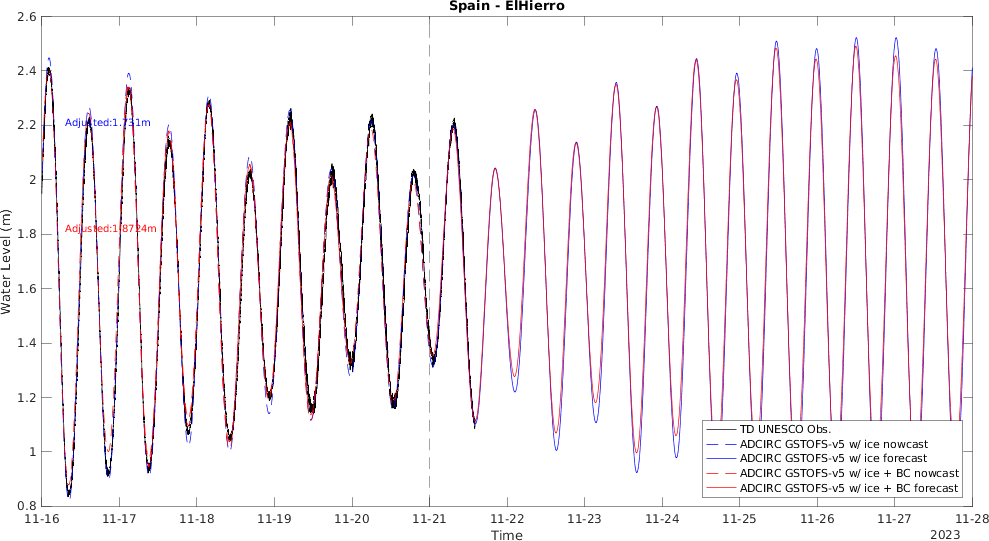 Spain - ElHierro
2.6
2.4
2.2
2
1.8
1.6
1.4
1.2
1
0.8
Water Level (m)
Adjusted:1.731m
Adjusted:1.8724m
TD UNESCO Obs.
ADCIRC GSTOFS-v5 w/ ice nowcast
ADCIRC GSTOFS-v5 w/ ice forecast
ADCIRC GSTOFS-v5 w/ ice + BC nowcast
ADCIRC GSTOFS-v5 w/ ice + BC forecast
11-16 11-17 11-18 11-19 11-20 11-21 11-22 11-23 11-24 11-25 11-26 11-27 11-28
Time
2023